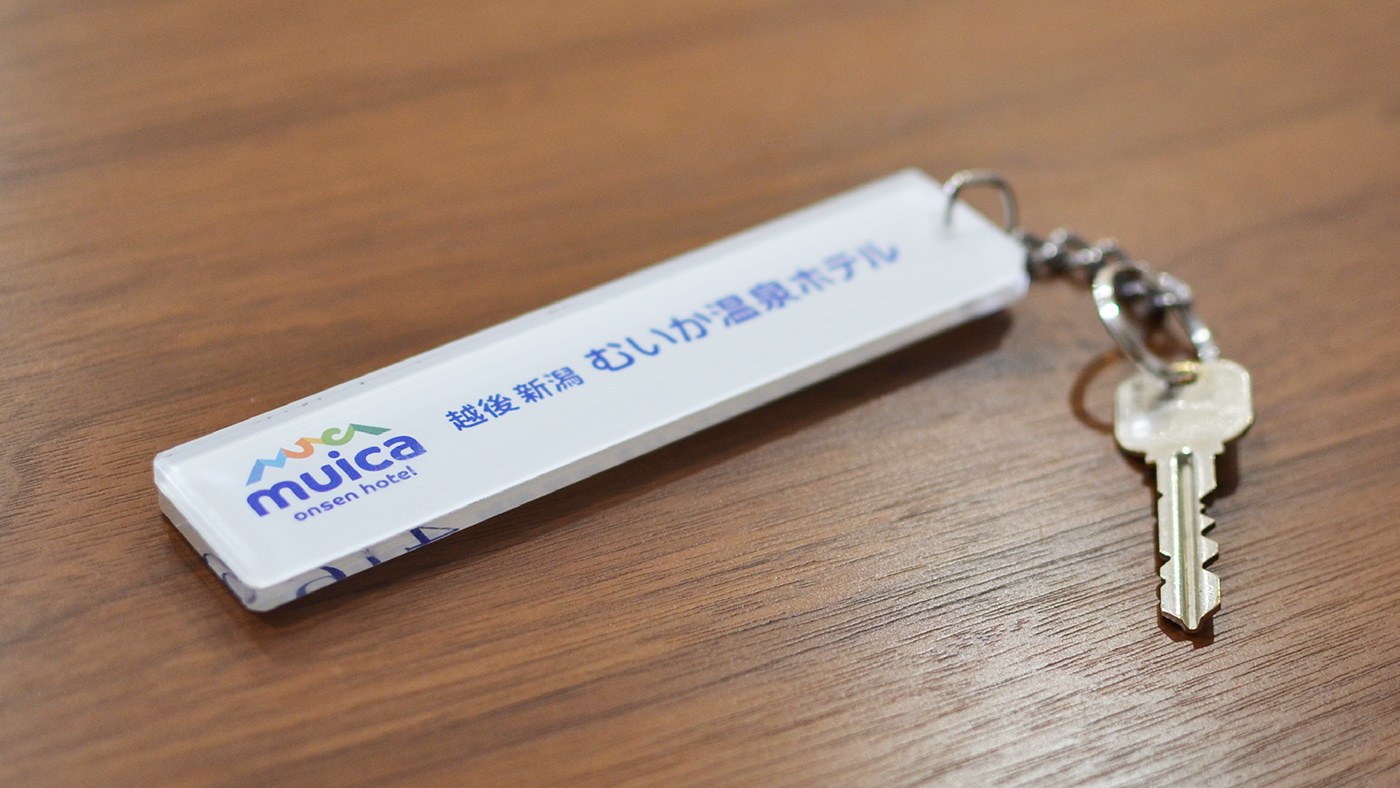 muica
onsen hotel
越後 新潟 むいか温泉ホテル